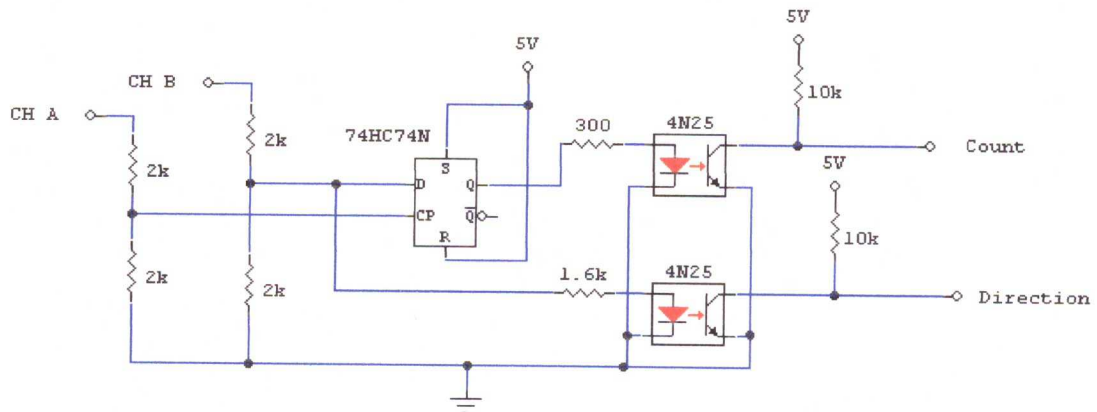 5V
5V
CH B
CH A
10k
74HC74N
300
4N25
2k
2k
S
D
Q
CP
Q
R
Count
5V
10k
2k
2k
1.6k
4N25
Direction